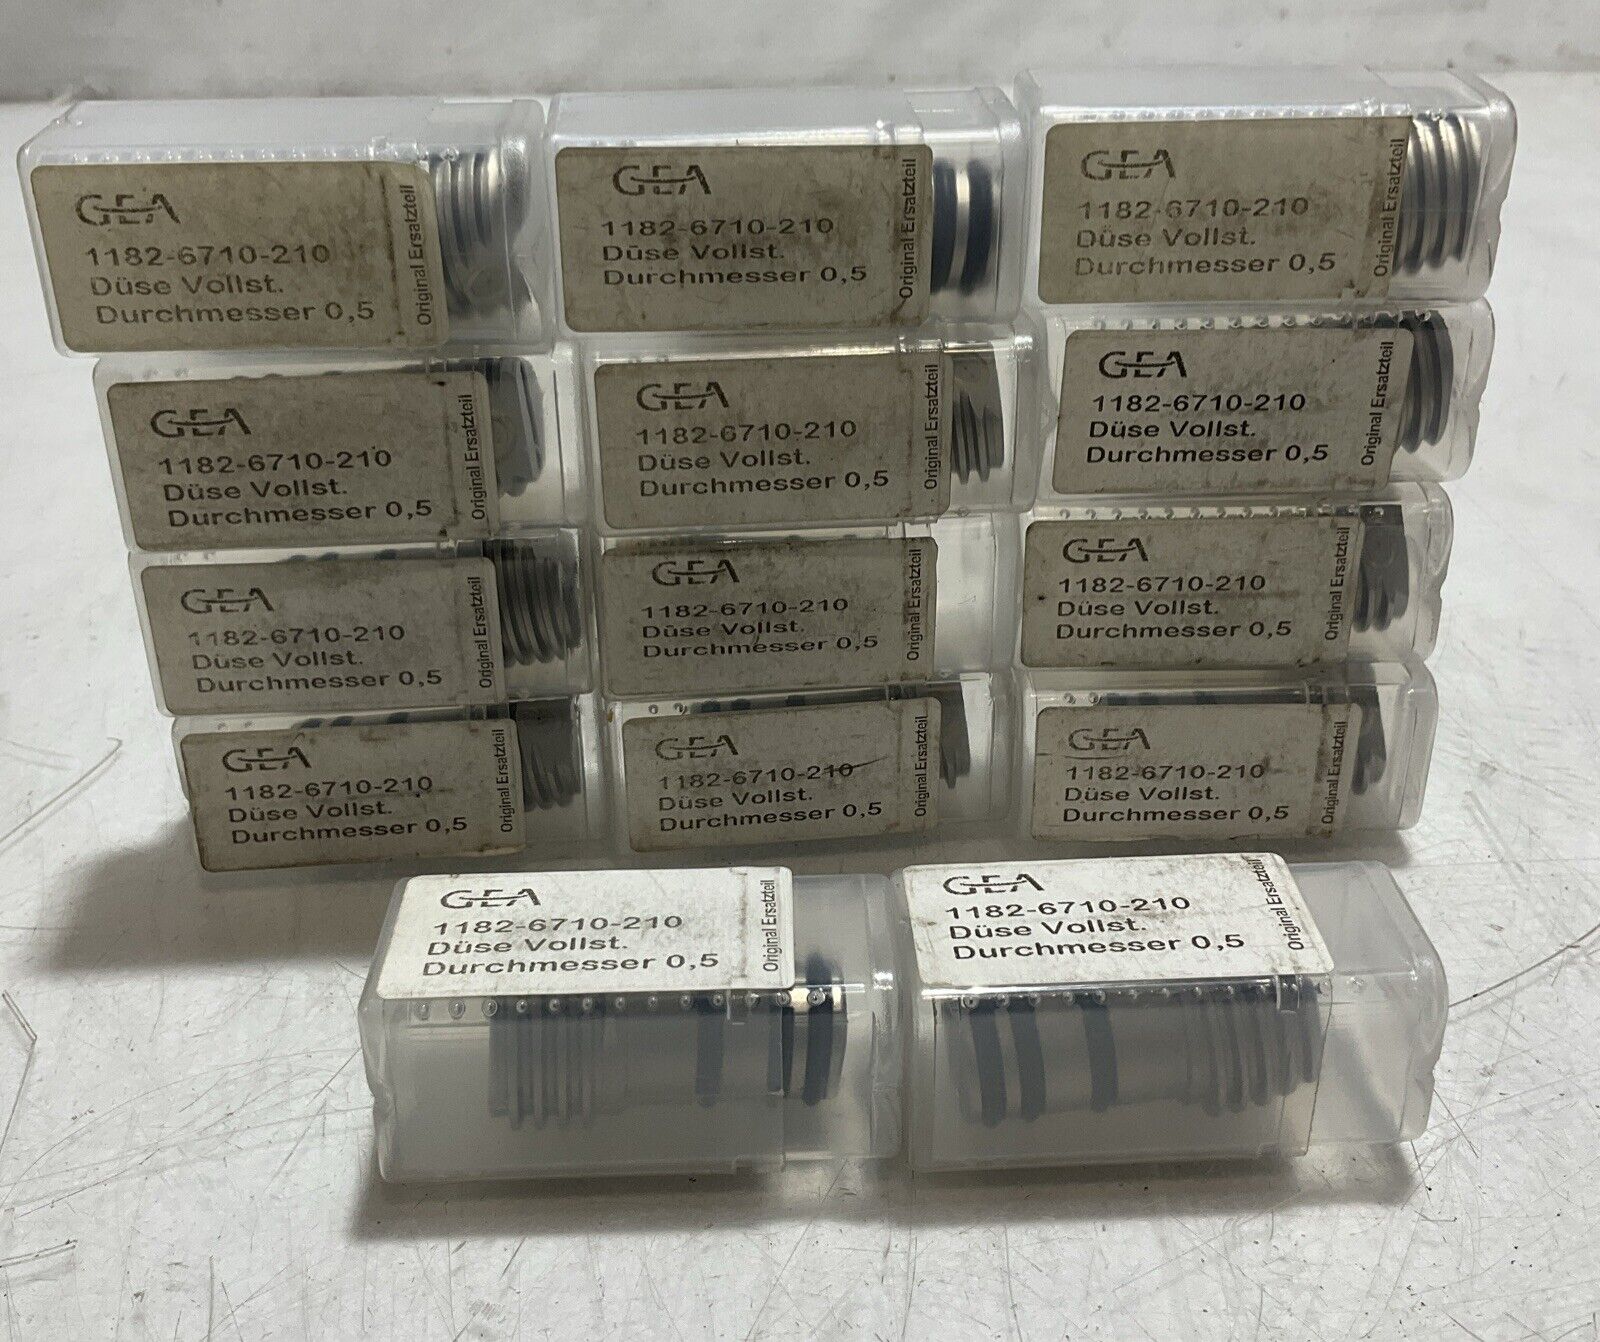 GEA
1182-6710-210
Düse Vollst.
Durchmesser 0,5
Original Ersatzteil
GEA
1182-6710-210
Düse Vollst.
Durchmesser 0,5
Original Ersatzteil
GEA
1182-6710-210
Düse Vollst.
Durchmesser 0,5
Original Ersatzteil
GEA
1182-6710-210
Düse Vollst.
Durchmesser 0,5
Original Ersatzteil
GEA
1182-6710-210
Düse Vollst.
Durchmesser 0,5
Original Ersatzteil
GEA
1182-6710-210
Düse Vollst.
Durchmesser 0,5
Original Ersatzteil
GEA
1182-6710-210
Düse Vollst.
Durchmesser 0,5
Original Ersatzteil
GEA
1182-6710-210
Düse Vollst.
Durchmesser 0,5
Original Ersatzteil
GEA
1182-6710-210
Düse Vollst.
Durchmesser 0,5
Original Ersatzteil
GEA
1182-6710-210
Düse Vollst.
Durchmesser 0,5
Original Ersatzteil
GEA
1182-6710-210
Düse Vollst.
Durchmesser 0,5
Original Ersatzteil
GEA
1182-6710-210
Düse Vollst.
Durchmesser 0,5
Original Ersatzteil
GEA
1182-6710-210
Düse Vollst.
Durchmesser 0,5
Original Ersatzteil
GEA
1182-6710-210
Düse Vollst.
Durchmesser 0,5
Original Ersatzteil